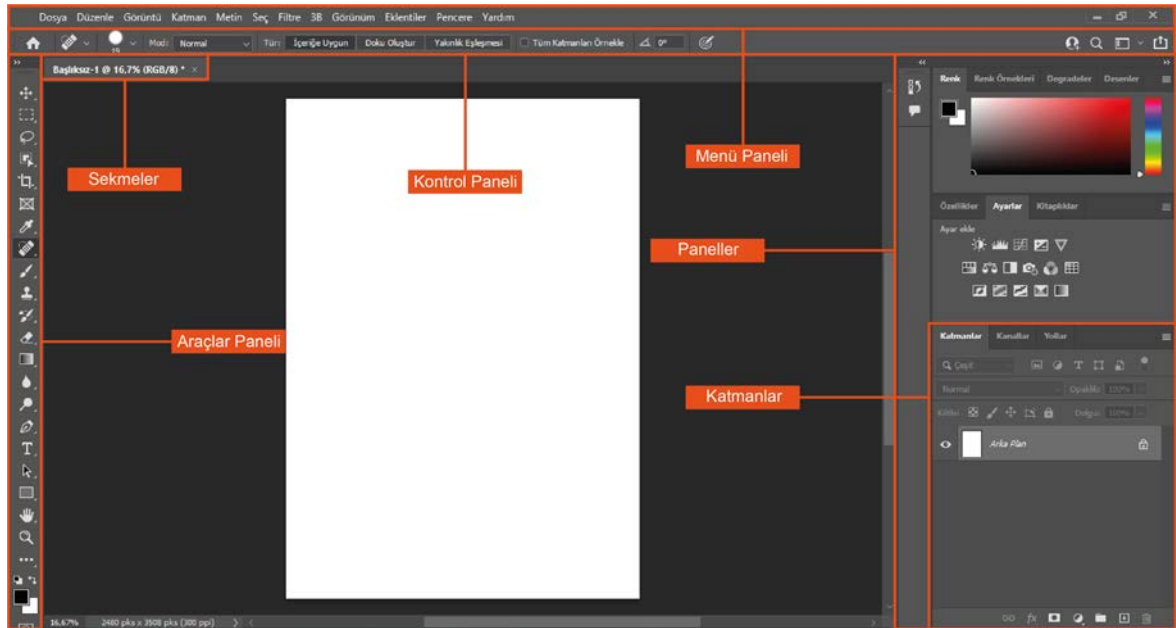 Dosya Düzenle Görüntü Katman Metin Seç Filtre 3B Görünüm Eklentiler Pencere Yardım
19 Mod: Normal Tür: İçeriğe Uygun Doku Oluştur Yakınlık Eşleşmesi Tüm Katmanları Örnekle 0°
Başlıksız-1 @ 16,7% (RGB/8) * ×
Renk Renk Örnekleri Degradeler Desenler
Menü Paneli
Sekmeler
Kontrol Paneli
Özellikler Ayarlar Kitaplıklar
Ayar ekle
Paneller
Araçlar Paneli
Katmanlar Kanallar Yollar
Çeşit
Katmanlar
Normal Opaklık: 100%
Kilitle: Dolgu: 100%
T
Arka Plan
fx
16,67% 2480 pks x 3508 pks (300 ppi)